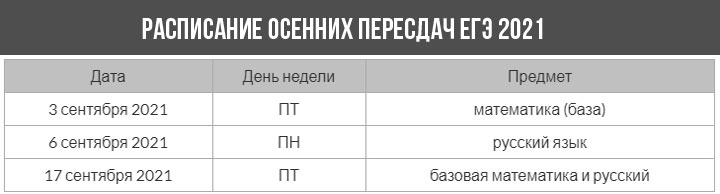 РАСПИСАНИЕ ОСЕННИХ ПЕРЕСДАЧ ЕГЭ 2021
Дата День недели Предмет
3 сентября 2021 ПТ математика (база)
6 сентября 2021 ПН русский язык
17 сентября 2021 ПТ базовая математика и русский